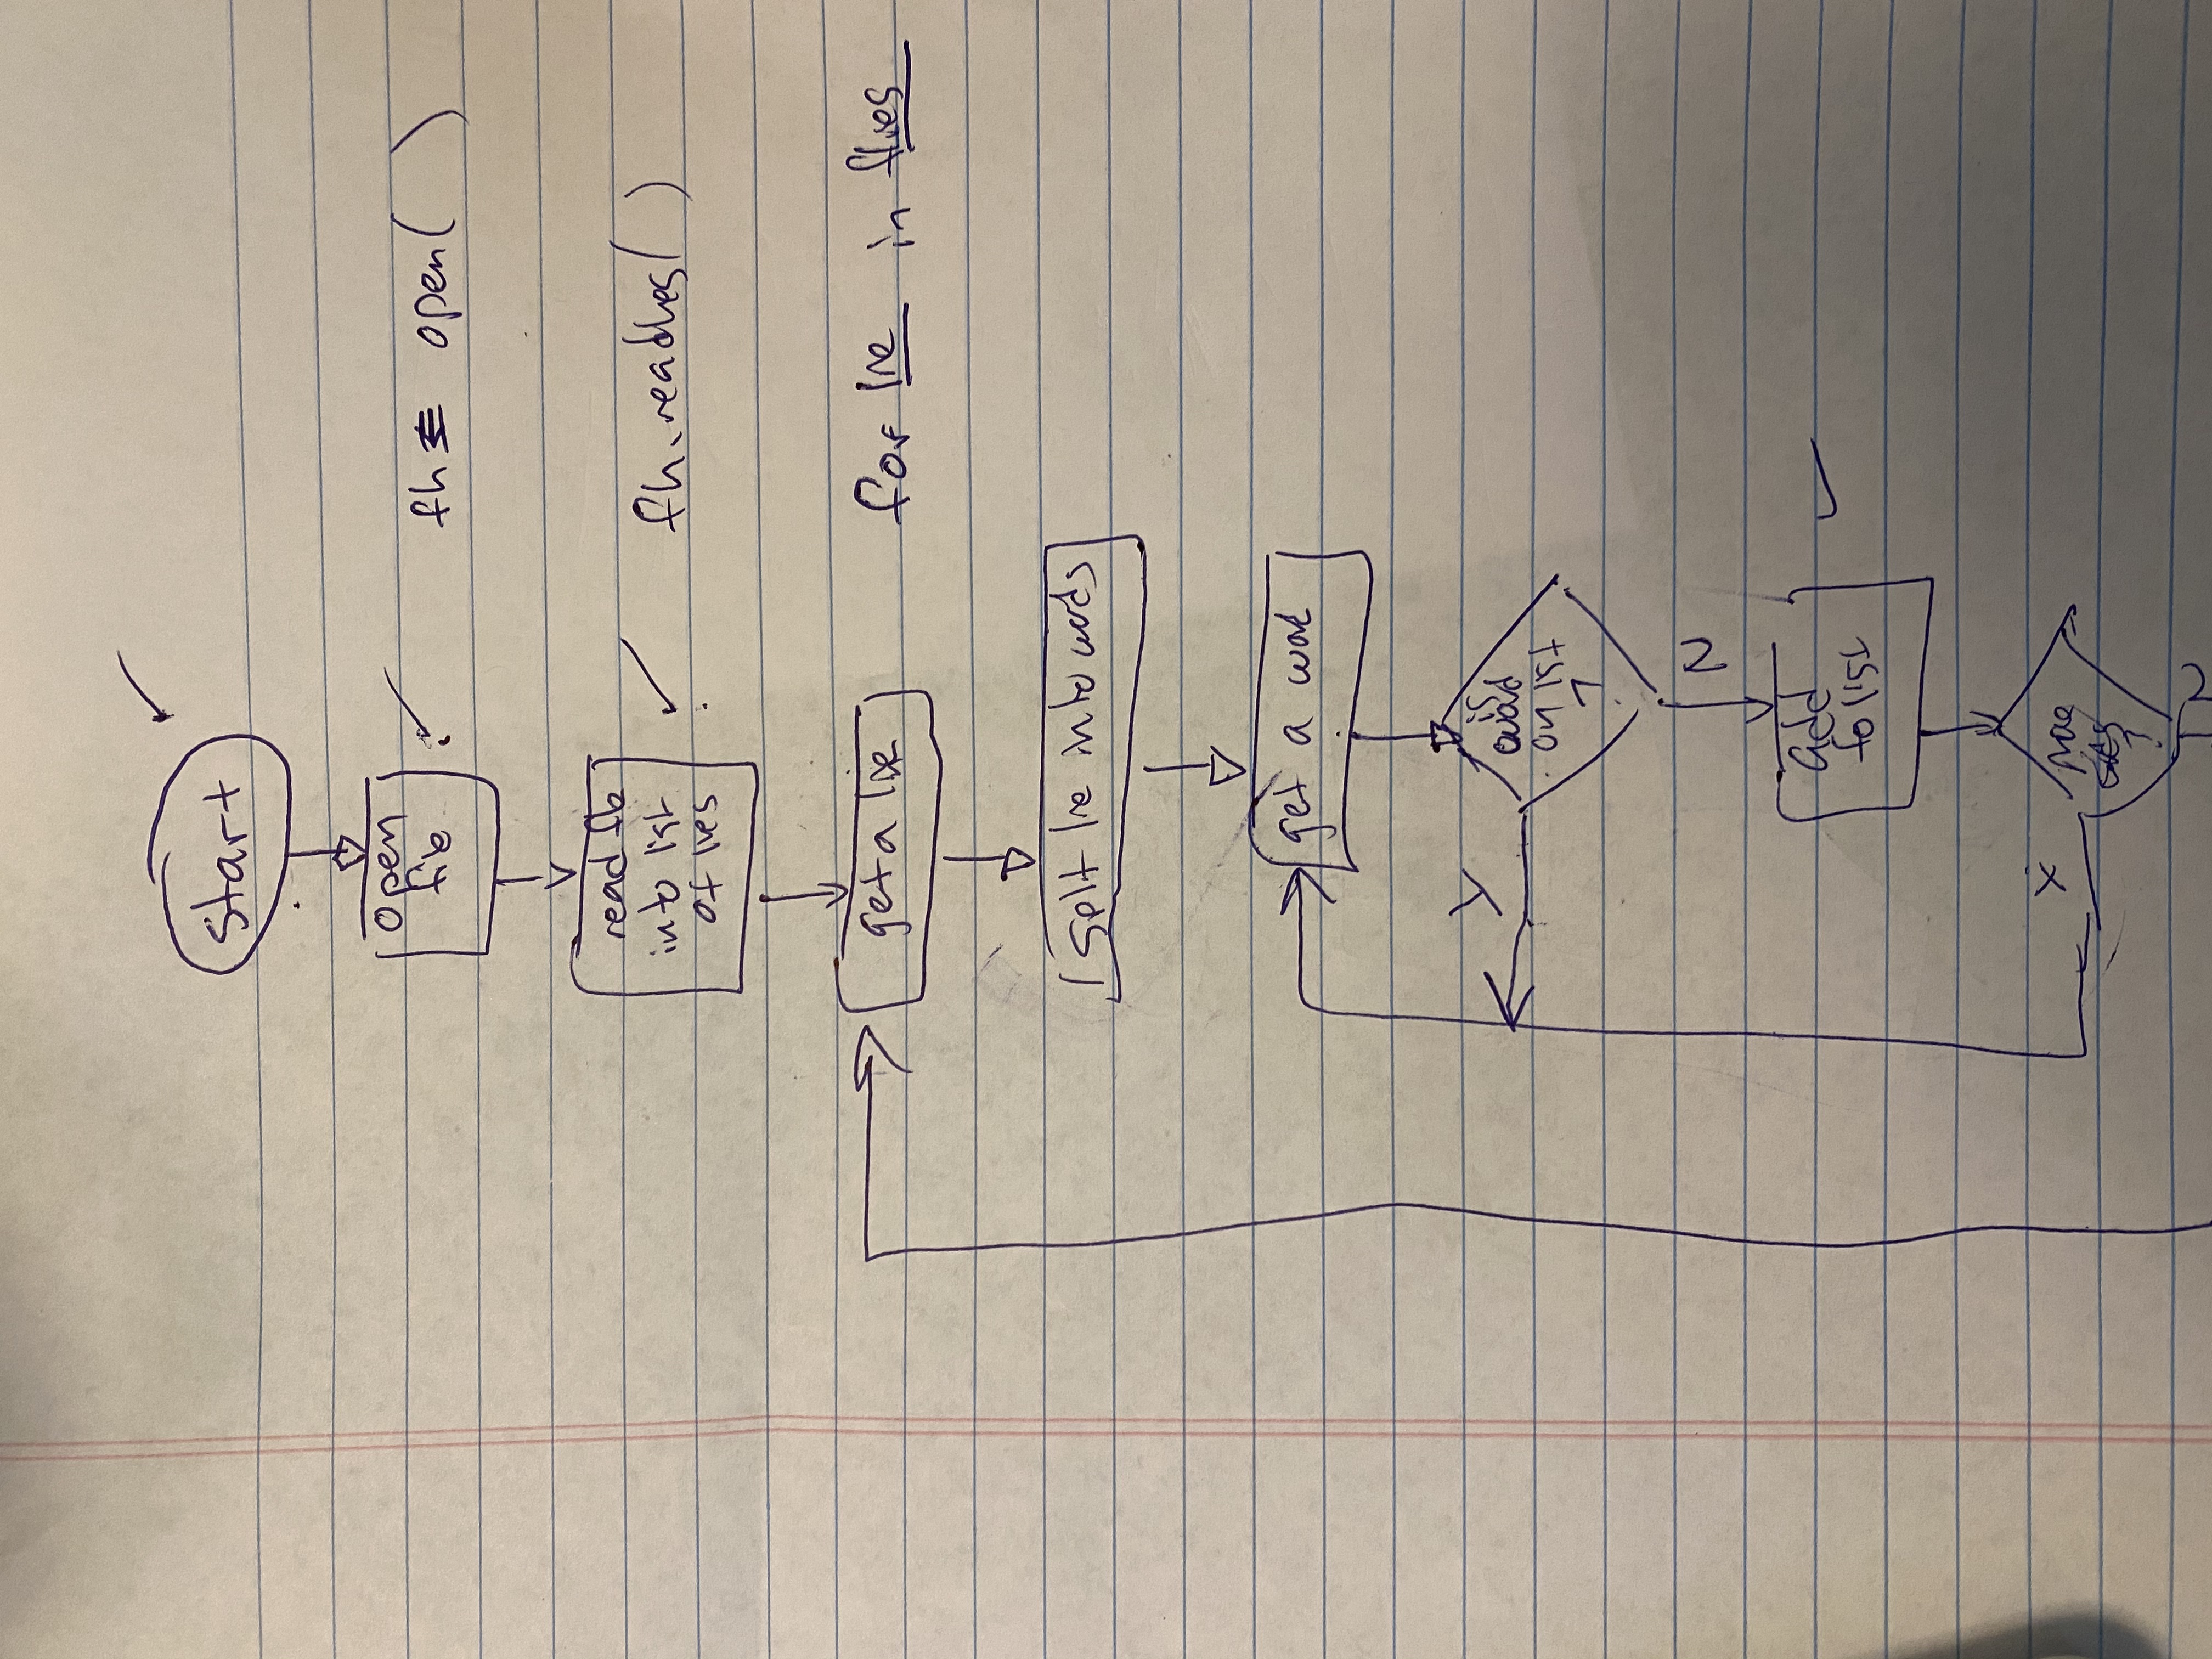 start
open
file
fh = open( )
read file
into list
of lines
fh.readlines( )
get a line
for line in flines
split line into words
get a word
is
word
on list
?
Y
N
add
to list
more
?
Y
N